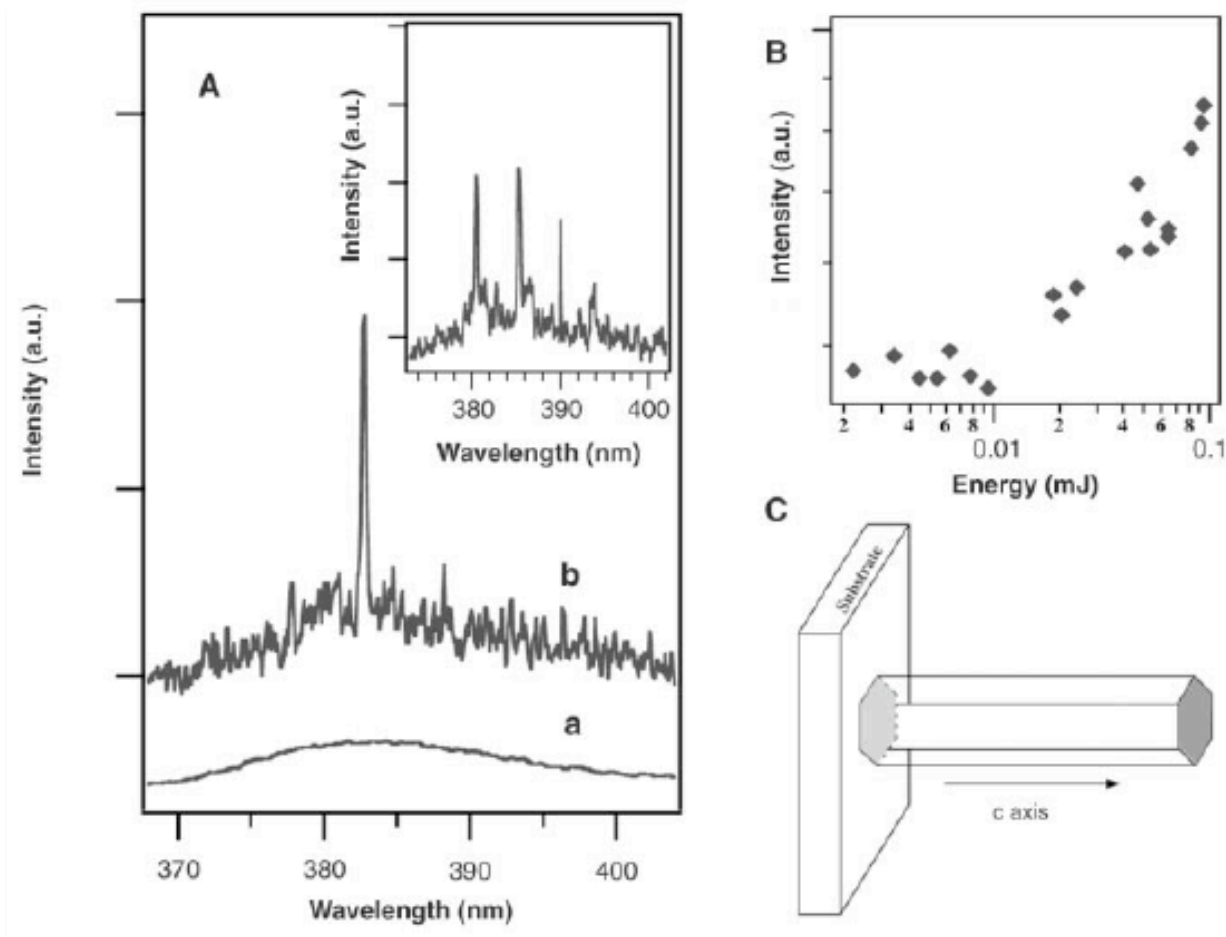 A
Intensity (a.u.)
b
a
370 380 390 400
Wavelength (nm)
Intensity (a.u.)
380 390 400
Wavelength (nm)
B
Intensity (a.u.)
2 4 6 8 2 4 6 8
0.01 0.1
Energy (mJ)
C
Substrate
c axis